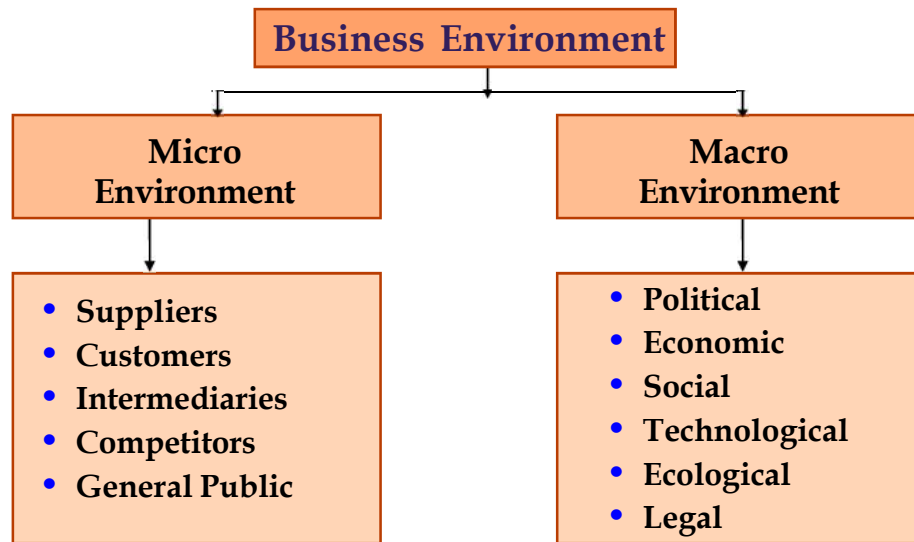 Business Environment
Micro
Environment
Macro
Environment
• Suppliers
• Customers
• Intermediaries
• Competitors
• General Public
• Political
• Economic
• Social
• Technological
• Ecological
• Legal